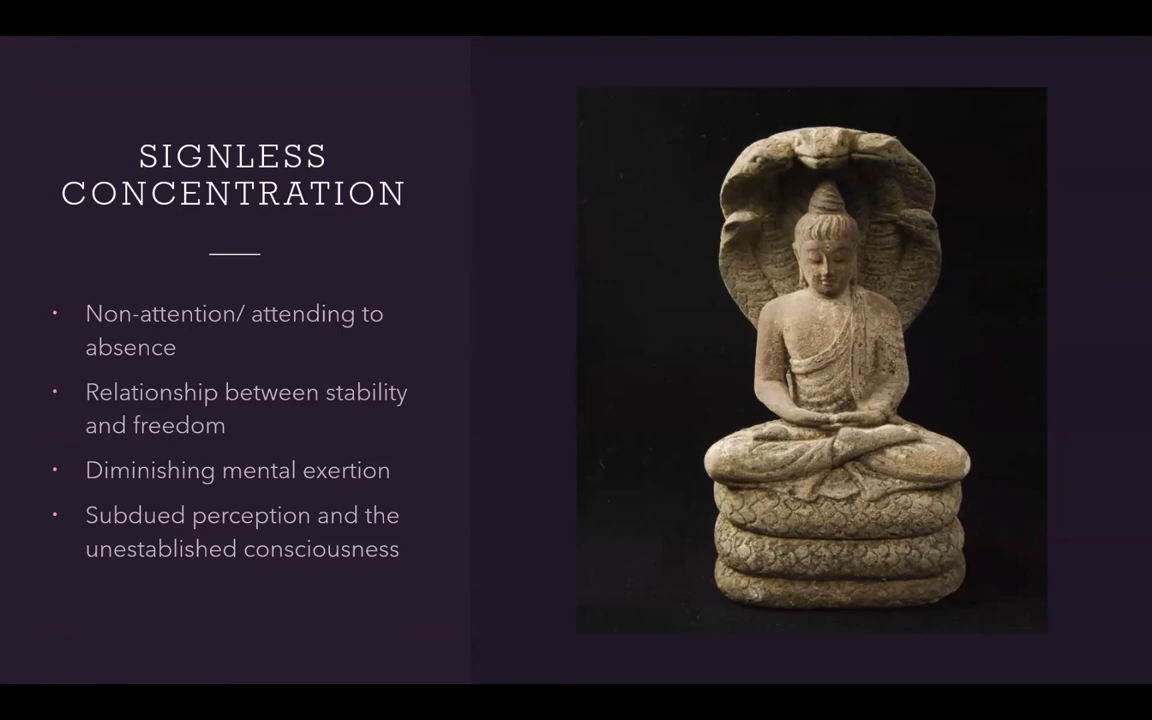 SIGNLESS
CONCENTRATION
• Non-attention/ attending to
absence
• Relationship between stability
and freedom
• Diminishing mental exertion
• Subdued perception and the
unestablished consciousness